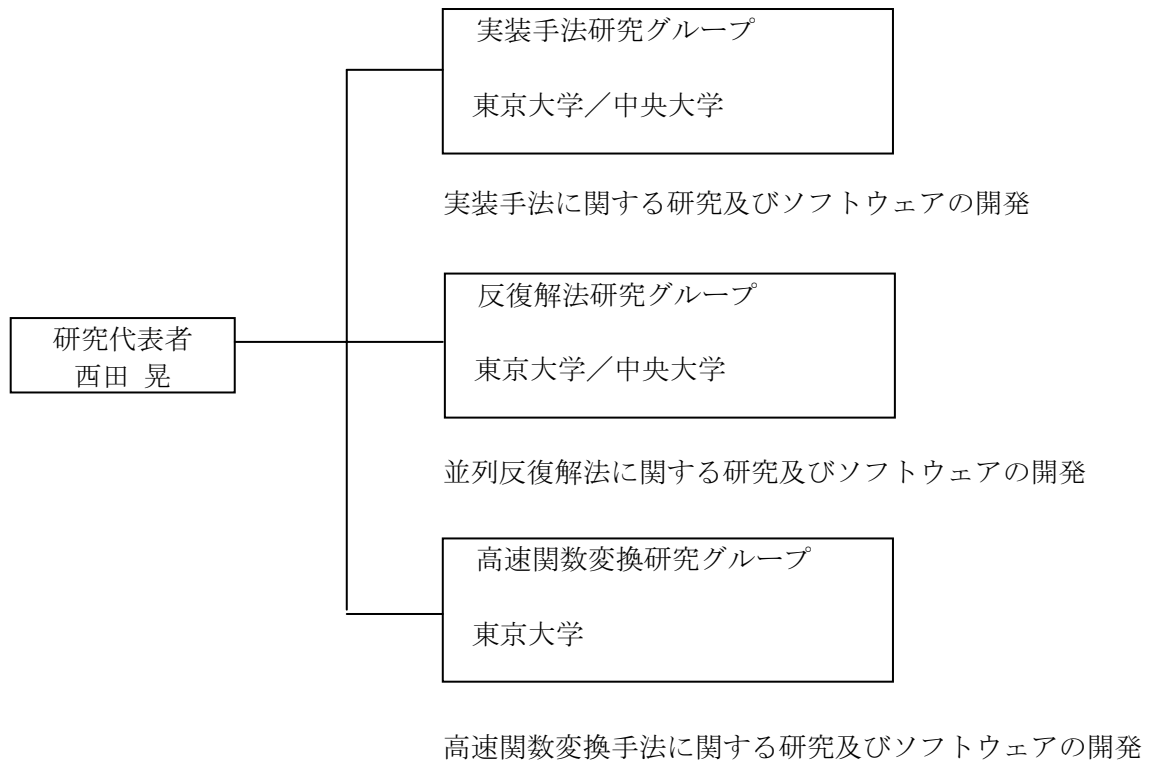 実装手法研究グループ
東京大学／中央大学
実装手法に関する研究及びソフトウェアの開発
反復解法研究グループ
研究代表者
西田 晃
東京大学／中央大学
並列反復解法に関する研究及びソフトウェアの開発
高速関数変換研究グループ
東京大学
高速関数変換手法に関する研究及びソフトウェアの開発